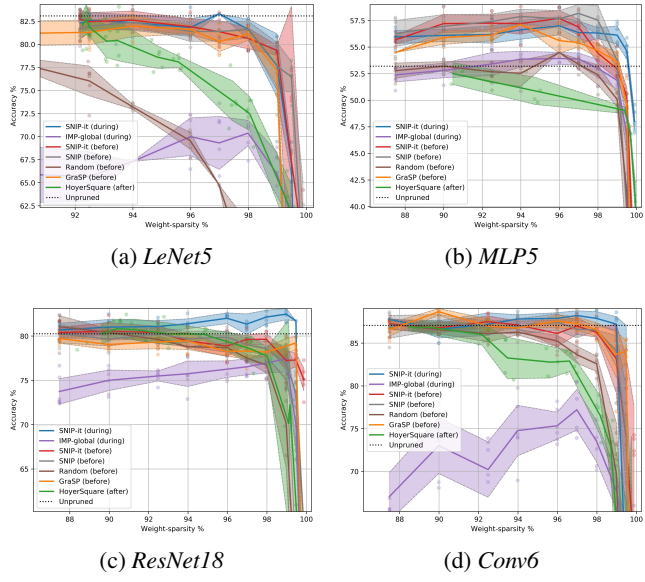 82.5
80.0
77.5
75.0
72.5
70.0
67.5
65.0
62.5
Accuracy %
SNIP-it (during)
IMP-global (during)
SNIP-it (before)
SNIP (before)
Random (before)
GraSP (before)
HoyerSquare (after)
Unpruned
92
94
96
98
100
Weight-sparsity %
(a) LeNet5
57.5
55.0
52.5
50.0
47.5
45.0
42.5
40.0
Accuracy %
SNIP-it (during)
IMP-global (during)
SNIP-it (before)
SNIP (before)
Random (before)
GraSP (before)
HoyerSquare (after)
Unpruned
88
90
92
94
96
98
100
Weight-sparsity %
(b) MLP5
80
75
70
65
Accuracy %
SNIP-it (during)
IMP-global (during)
SNIP-it (before)
SNIP (before)
Random (before)
GraSP (before)
HoyerSquare (after)
Unpruned
88
90
92
94
96
98
100
Weight-sparsity %
(c) ResNet18
85
80
75
70
Accuracy %
SNIP-it (during)
IMP-global (during)
SNIP-it (before)
SNIP (before)
Random (before)
GraSP (before)
HoyerSquare (after)
Unpruned
88
90
92
94
96
98
100
Weight-sparsity %
(d) Conv6